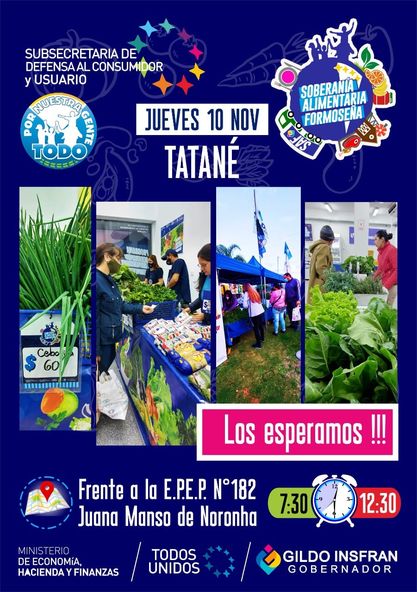 SUBSECRETARIA DE
DEFENSA AL CONSUMIDOR
y USUARIO
POR NUESTRA GENTE
TODO
JUEVES 10 NOV
TATANÉ
SOBERANÍA
ALIMENTARIA
FORMOSEÑA
Cebo
$ 60
Los esperamos !!!
Frente a la E.P.E.P. N°182
Juana Manso de Noronha
7:30
12:30
MINISTERIO
DE ECONOMÍA,
HACIENDA Y FINANZAS
TODOS
UNIDOS
GILDO INSFRAN
GOBERNADOR